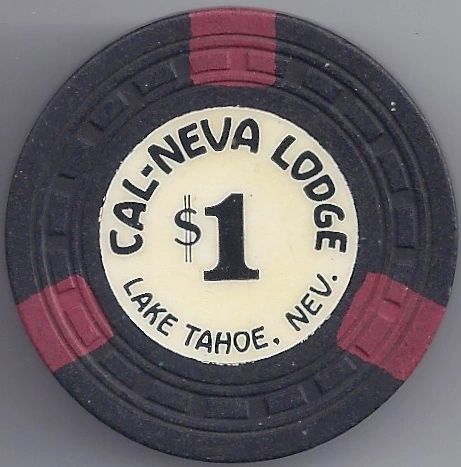 CAL-NEVA LODGE
$1
LAKE TAHOE, NEV.